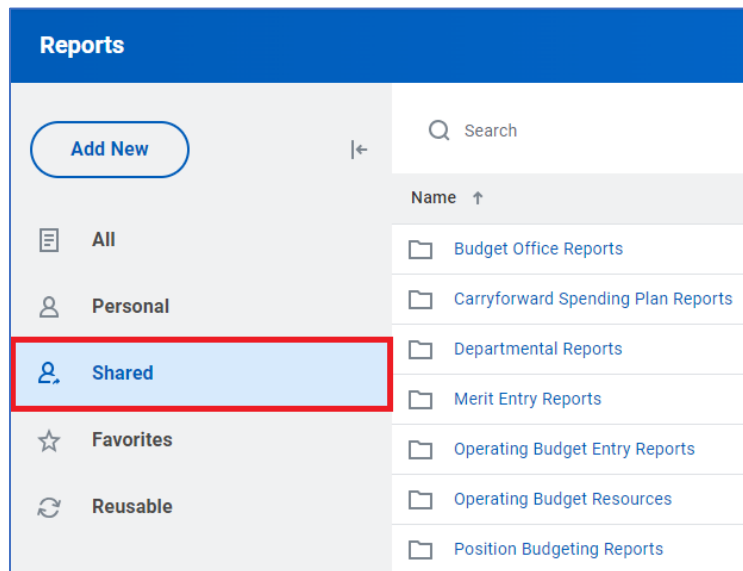 Reports
Add New
All
Personal
Shared
Favorites
Reusable
Search
Name
Budget Office Reports
Carryforward Spending Plan Reports
Departmental Reports
Merit Entry Reports
Operating Budget Entry Reports
Operating Budget Resources
Position Budgeting Reports